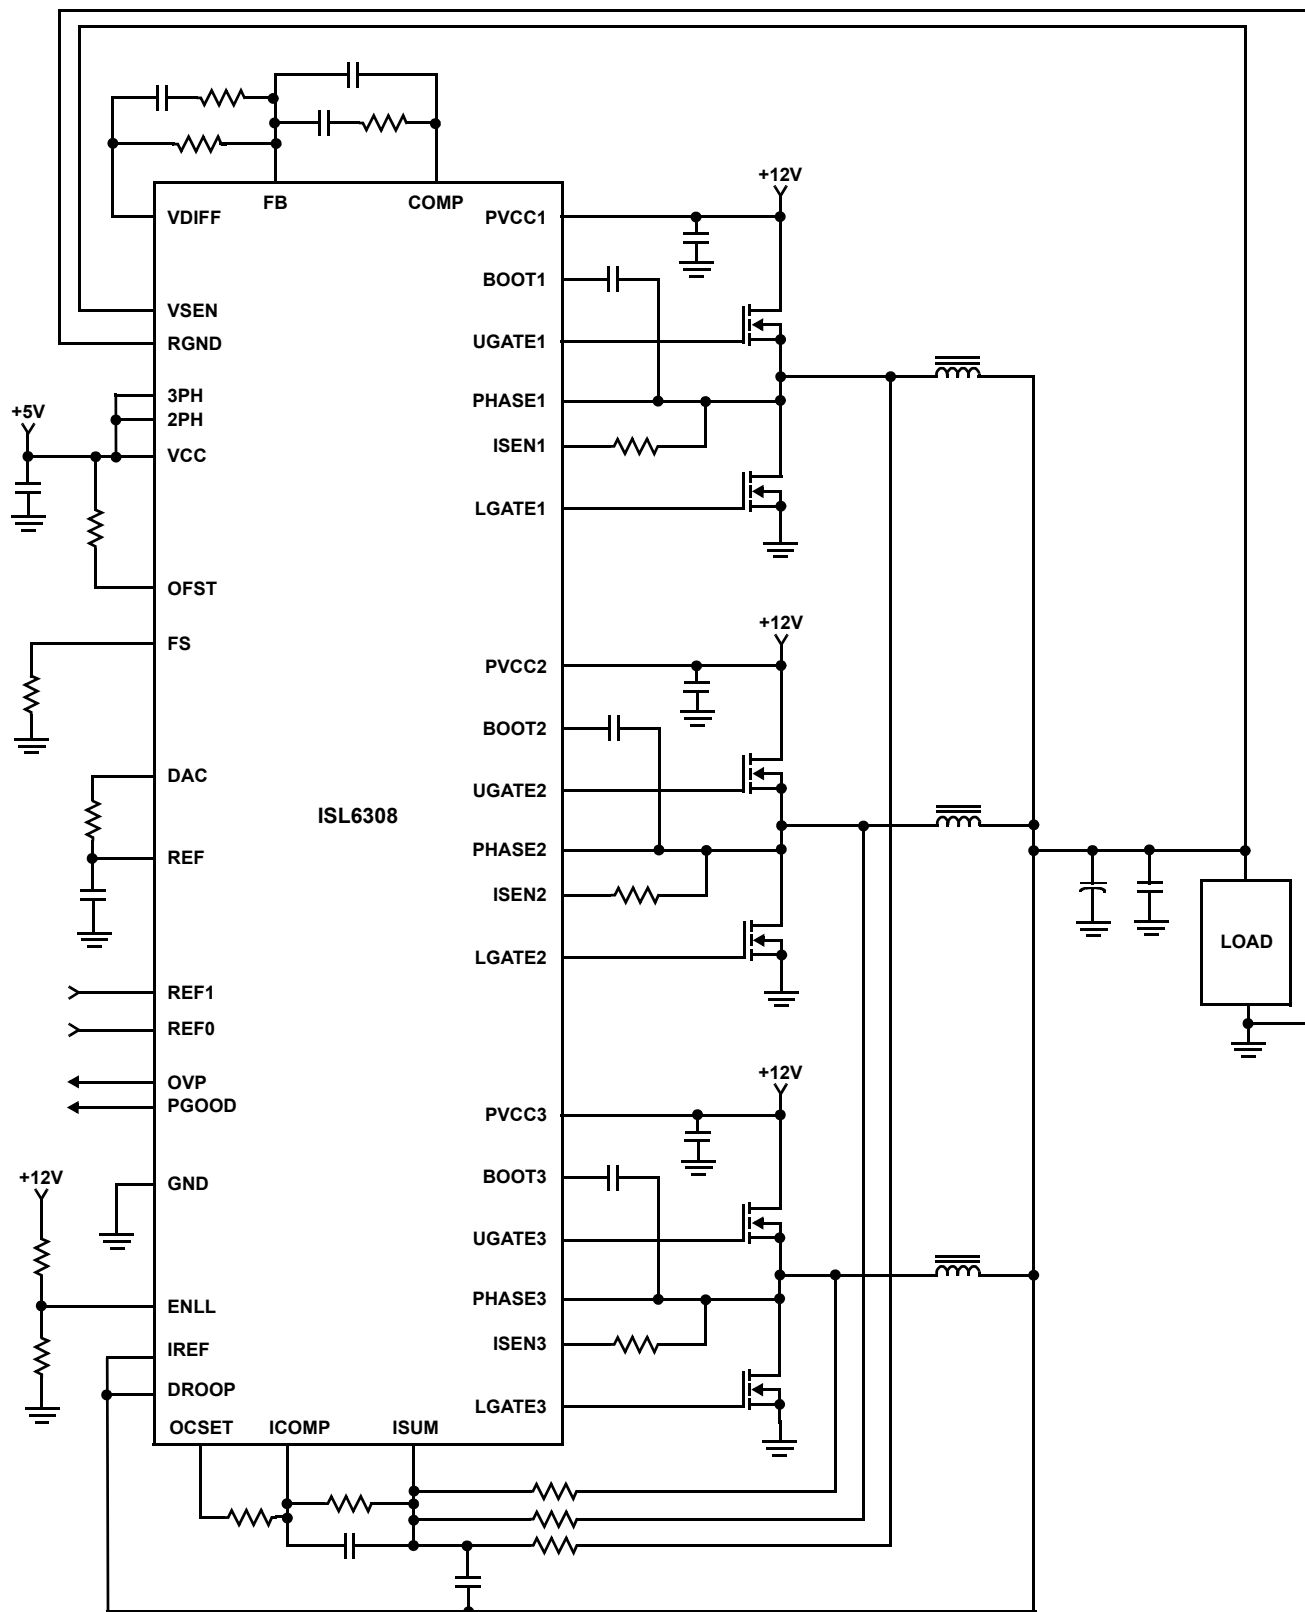 FB
COMP
VDIFF
VSEN
RGND
3PH
2PH
VCC
+5V
OFST
FS
DAC
REF
REF1
REF0
OVP
PGOOD
GND
+12V
ENLL
IREF
DROOP
OCSET
ICOMP
ISUM
ISL6308
+12V
PVCC1
BOOT1
UGATE1
PHASE1
ISEN1
LGATE1
+12V
PVCC2
BOOT2
UGATE2
PHASE2
ISEN2
LGATE2
+12V
PVCC3
BOOT3
UGATE3
PHASE3
ISEN3
LGATE3
LOAD